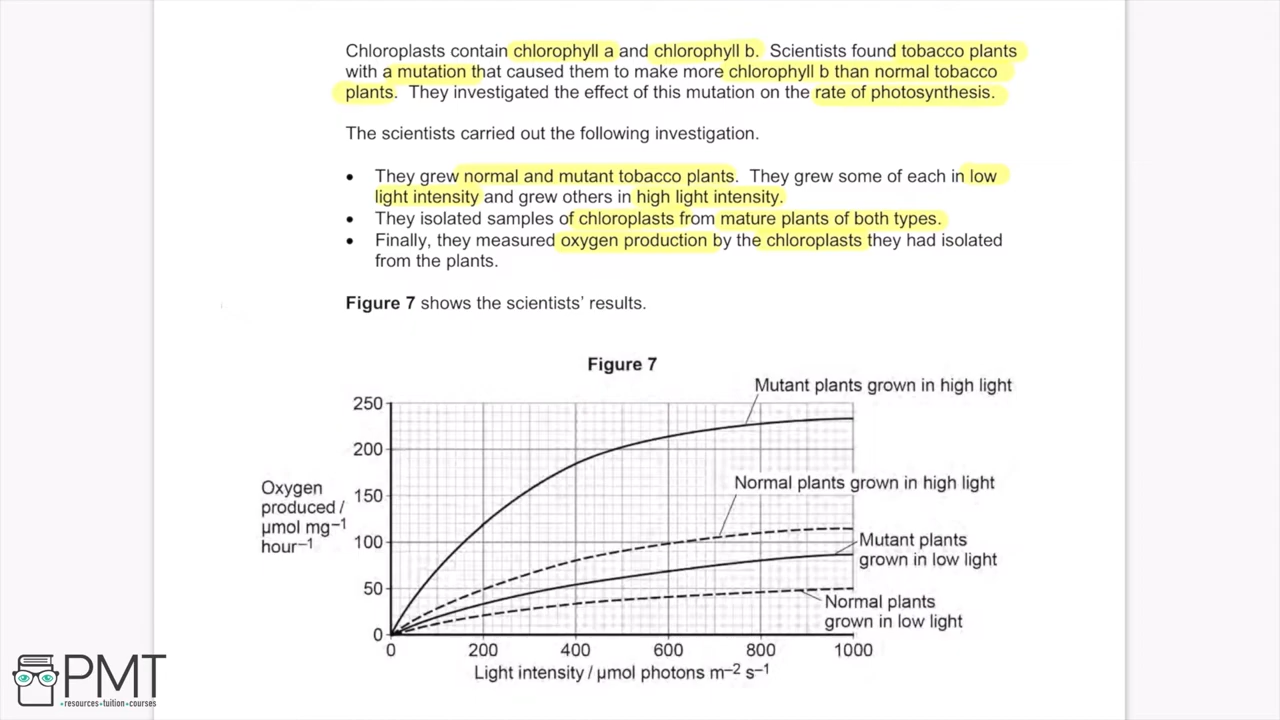 Chloroplasts contain chlorophyll a and chlorophyll b. Scientists found tobacco plants
with a mutation that caused them to make more chlorophyll b than normal tobacco
plants. They investigated the effect of this mutation on the rate of photosynthesis.
The scientists carried out the following investigation.
• They grew normal and mutant tobacco plants. They grew some of each in low
light intensity and grew others in high light intensity.
• They isolated samples of chloroplasts from mature plants of both types.
• Finally, they measured oxygen production by the chloroplasts they had isolated
from the plants.
Figure 7 shows the scientists’ results.
Figure 7
Mutant plants grown in high light
250
200
Normal plants grown in high light
Oxygen
produced /
µmol mg–1
hour–1
150
100
Mutant plants
grown in low light
50
Normal plants
grown in low light
0
0 200 400 600 800 1000
Light intensity / µmol photons m–2 s–1
PMT
•resources•tuition•courses